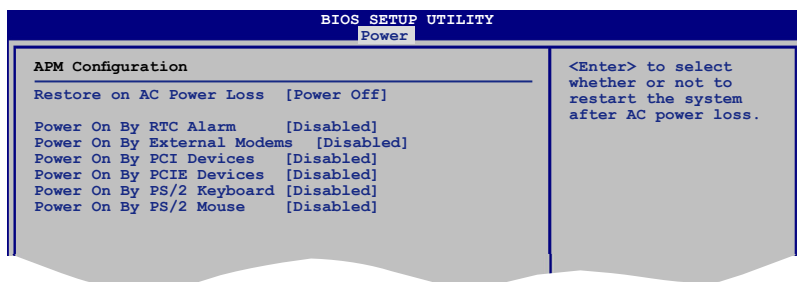 BIOS SETUP UTILITY
Power
APM Configuration
Restore on AC Power Loss [Power Off]
Power On By RTC Alarm [Disabled]
Power On By External Modems [Disabled]
Power On By PCI Devices [Disabled]
Power On By PCIE Devices [Disabled]
Power On By PS/2 Keyboard [Disabled]
Power On By PS/2 Mouse [Disabled]
<Enter> to select
whether or not to
restart the system
after AC power loss.